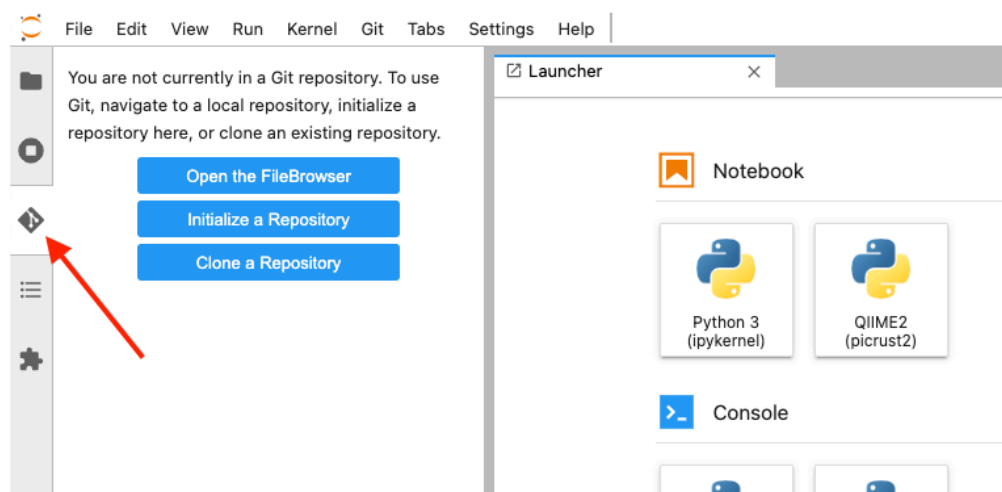 File Edit View Run Kernel Git Tabs Settings Help
You are not currently in a Git repository. To use
Git, navigate to a local repository, initialize a
repository here, or clone an existing repository.
Open the FileBrowser
Initialize a Repository
Clone a Repository
Launcher
Notebook
Python 3
(ipykernel)
QIIME2
(picrust2)
Console